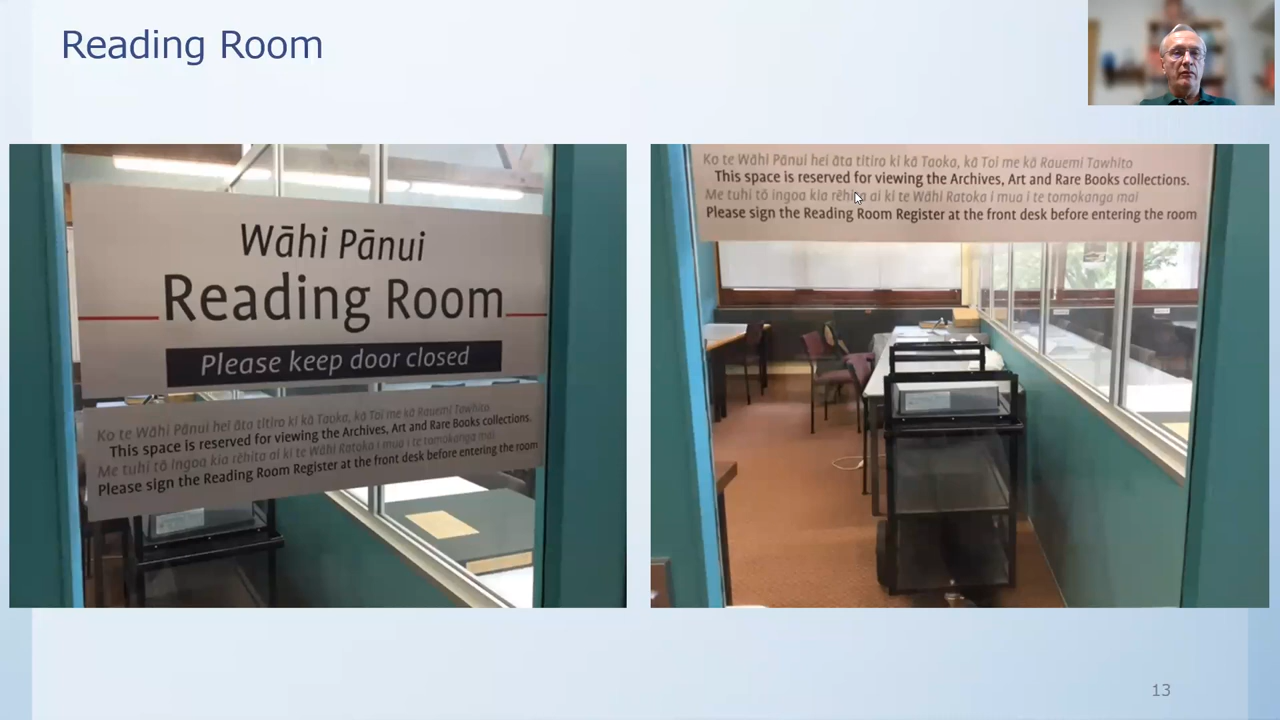 Reading Room
Wāhi Pānui
Reading Room
Please keep door closed
Ko te Wāhi Pānui hei āta titiro ki kā Taoka, kā Toi me kā Rauemi Tawhito
This space is reserved for viewing the Archives, Art and Rare Books collections.
Me tuhi tō ingoa kia rēhita ai ki te Wāhi Ratoka i mua i te tomokanga mai
Please sign the Reading Room Register at the front desk before entering the room
Ko te Wāhi Pānui hei āta titiro ki kā Taoka, kā Toi me kā Rauemi Tawhito
This space is reserved for viewing the Archives, Art and Rare Books collections.
Me tuhi tō ingoa kia rēhita ai ki te Wāhi Ratoka i mua i te tomokanga mai
Please sign the Reading Room Register at the front desk before entering the room
13